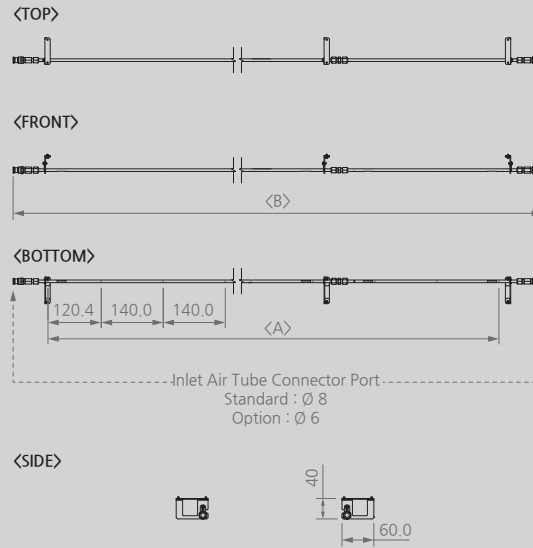 〈TOP〉
〈FRONT〉
〈B〉
〈BOTTOM〉
120.4 140.0 140.0
〈A〉
Inlet Air Tube Connector Port
Standard : Ø 8
Option : Ø 6
〈SIDE〉
40
60.0